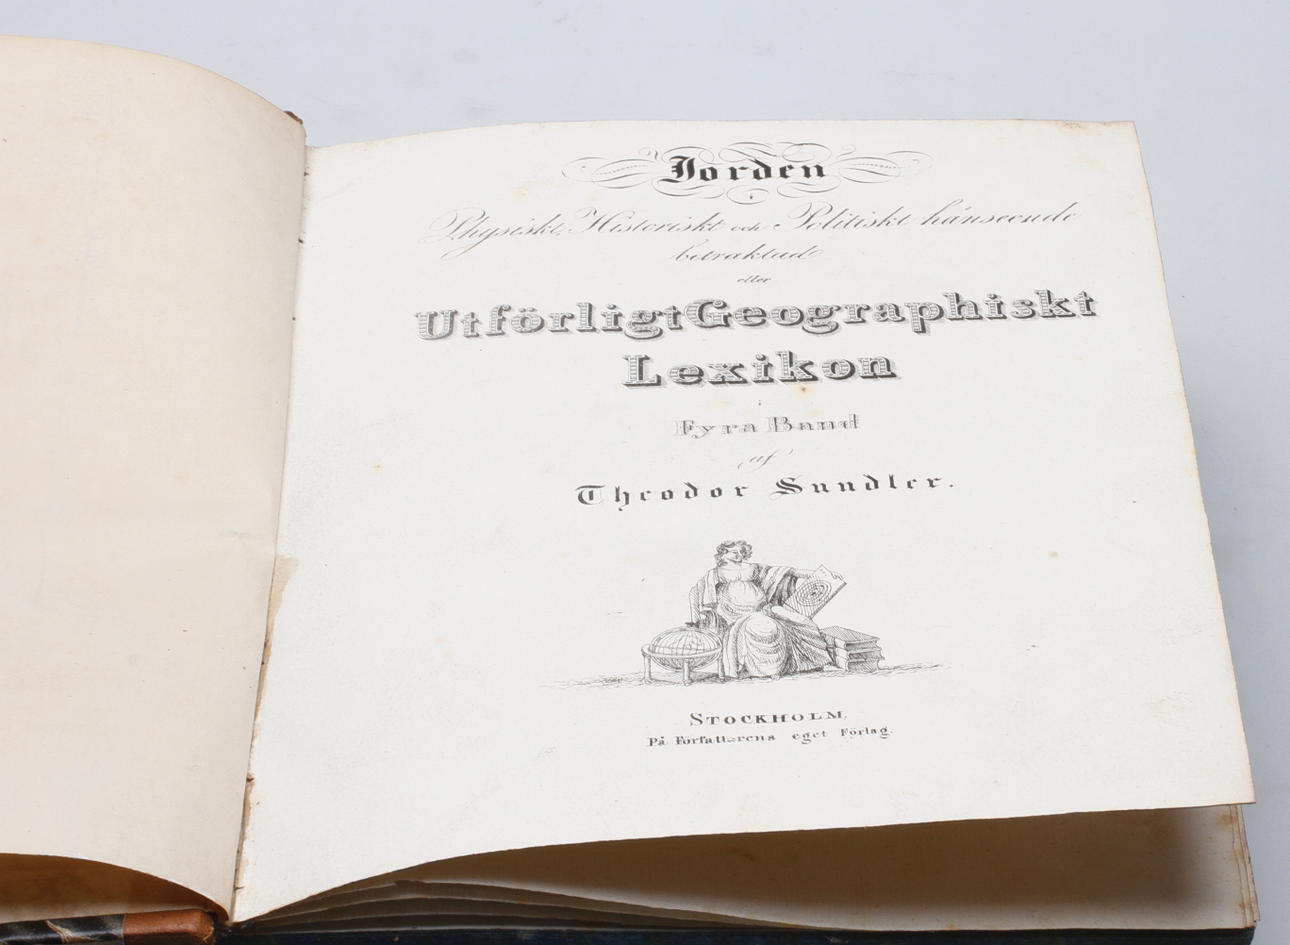 Jorden
i
Physiskt, Historiskt och Politiskt hänseende
betraktad
eller
Utförligt Geographiskt
Lexikon
i
Fyra Band
af
Theodor Sundler.
STOCKHOLM,
På Författarens eget Förlag.